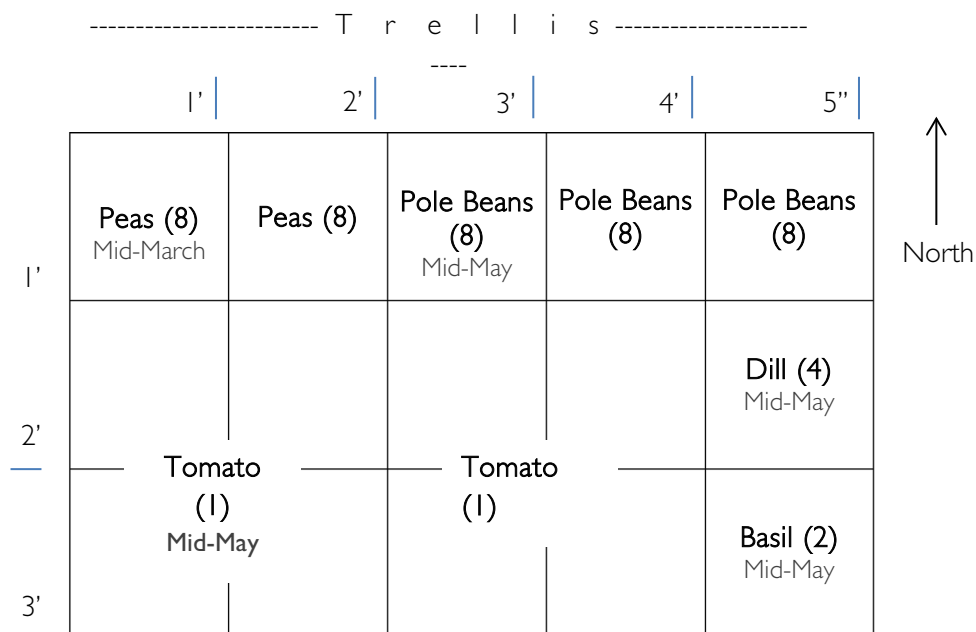 ------------------------ T r e l l i s --------------------
----
1' 2' 3' 4' 5''
Peas (8)
Mid-March
Peas (8)
Pole Beans
(8)
Mid-May
Pole Beans
(8)
Pole Beans
(8)
North
1'
Dill (4)
Mid-May
2'
Tomato
(1)
Mid-May
Tomato
(1)
Basil (2)
Mid-May
3'